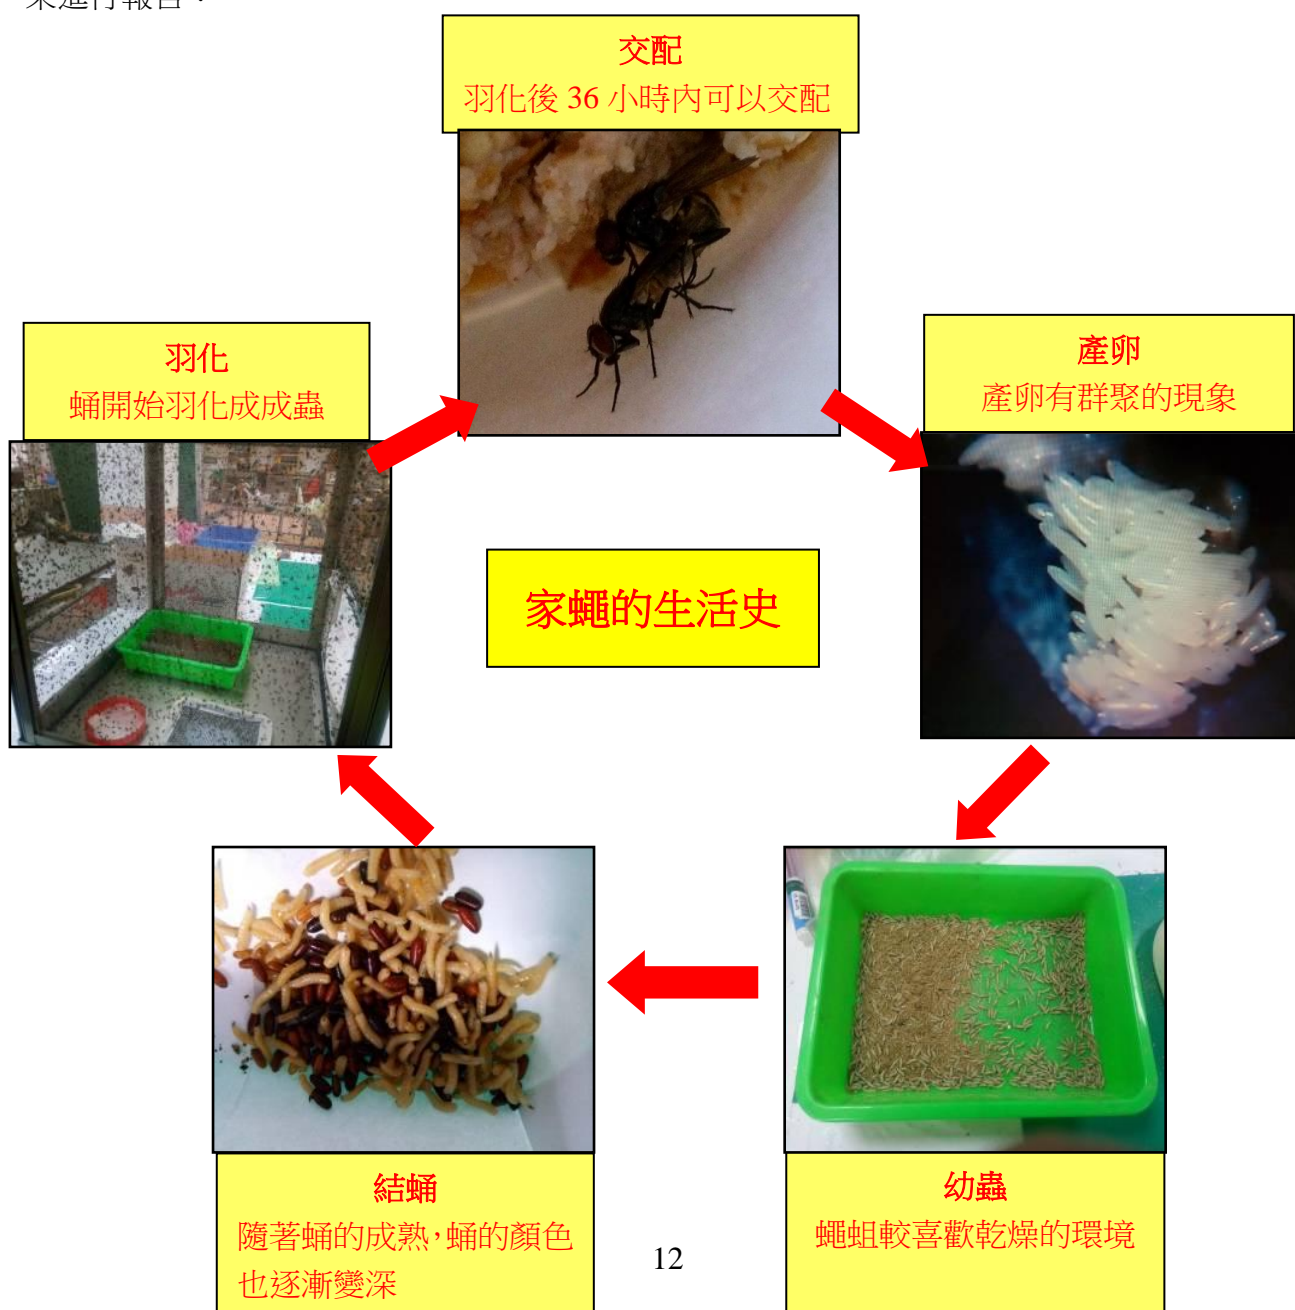 交配
羽化後 36 小時內可以交配
羽化
蛹開始羽化成成蟲
產卵
產卵有群聚的現象
家蠅的生活史
結蛹
隨著蛹的成熟，蛹的顏色
也逐漸變深
幼蟲
蠅蛆較喜歡乾燥的環境
12